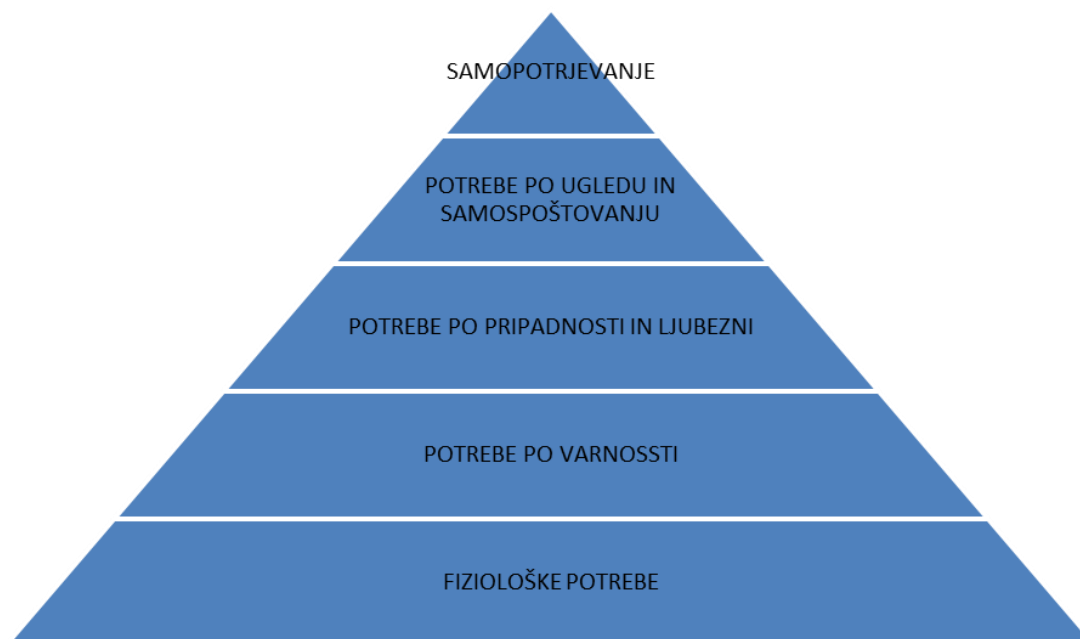 SAMOPOTRJEVANJE
POTREBE PO UGLEDU IN
SAMOSPOŠTOVANJU
POTREBE PO PRIPADNOSTI IN LJUBEZNI
POTREBE PO VARNOSSTI
FIZIOLOŠKE POTREBE